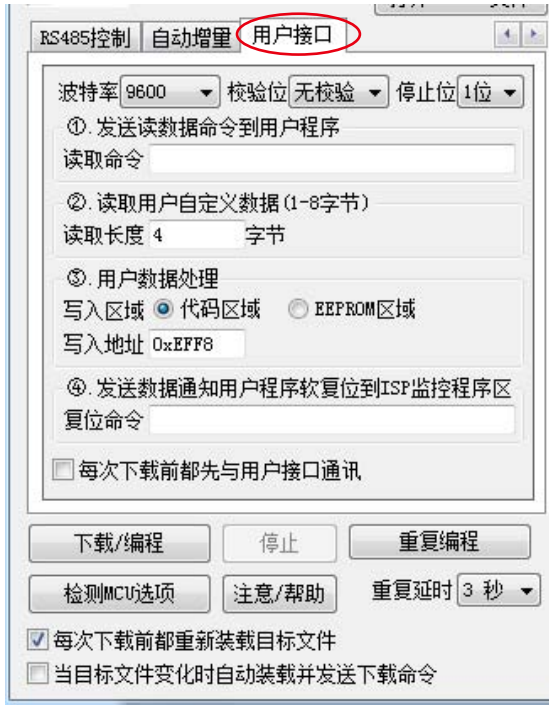 RS485控制 自动增量 用户接口
波特率 9600 校验位 无校验 停止位 1位
①.发送读数据命令到用户程序
读取命令
②.读取用户自定义数据(1-8字节)
读取长度 4 字节
③.用户数据处理
写入区域 代码区域 EEPROM区域
写入地址 0xEFF8
④.发送数据通知用户程序软复位到ISP监控程序区
复位命令
每次下载前都先与用户接口通讯
下载/编程 停止 重复编程
检测MCU选项 注意/帮助 重复延时 3 秒
每次下载前都重新装载目标文件
当目标文件变化时自动装载并发送下载命令